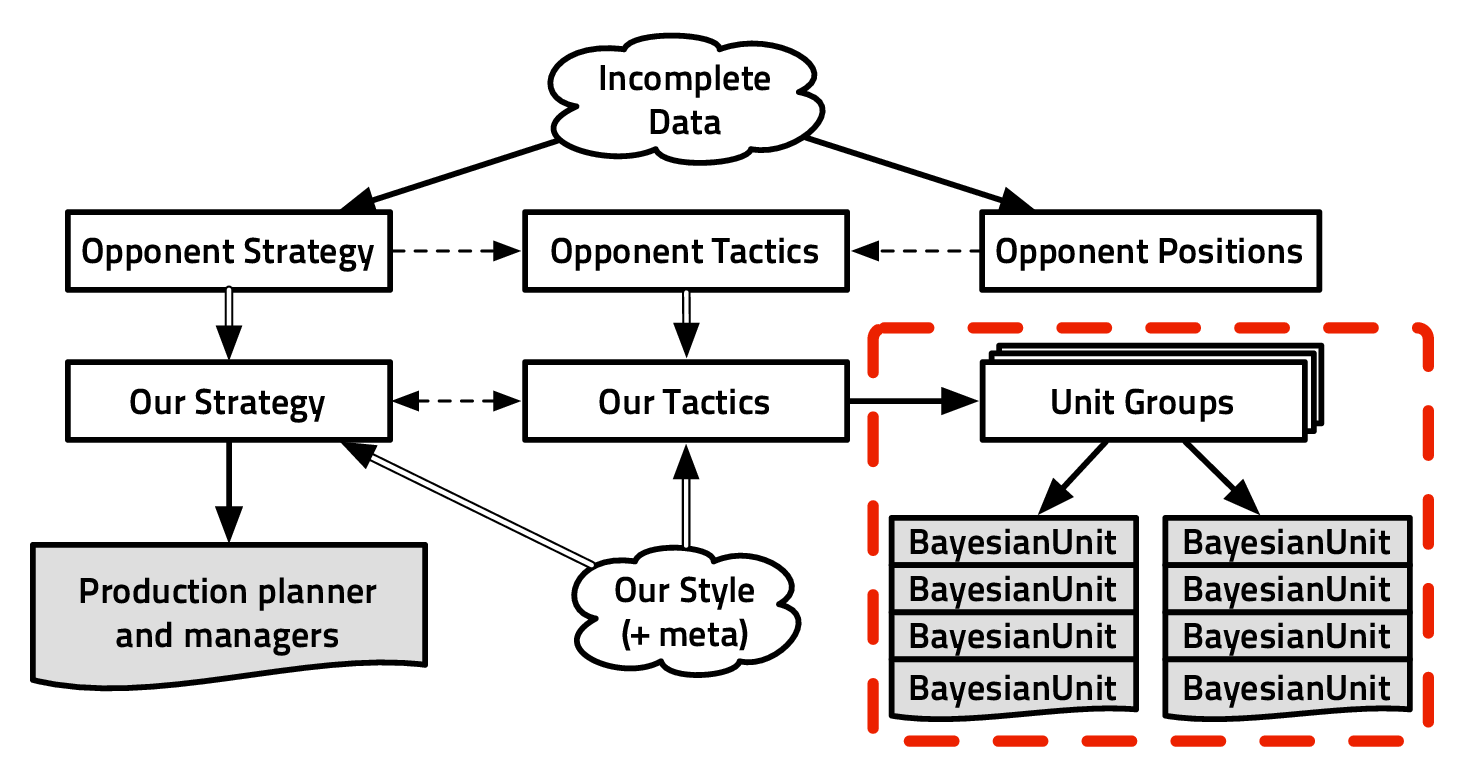 Incomplete
Data
Opponent Strategy
Opponent Tactics
Opponent Positions
Our Strategy
Our Tactics
Unit Groups
Production planner
and managers
Our Style
(+ meta)
BayesianUnit
BayesianUnit
BayesianUnit
BayesianUnit
BayesianUnit
BayesianUnit
BayesianUnit
BayesianUnit